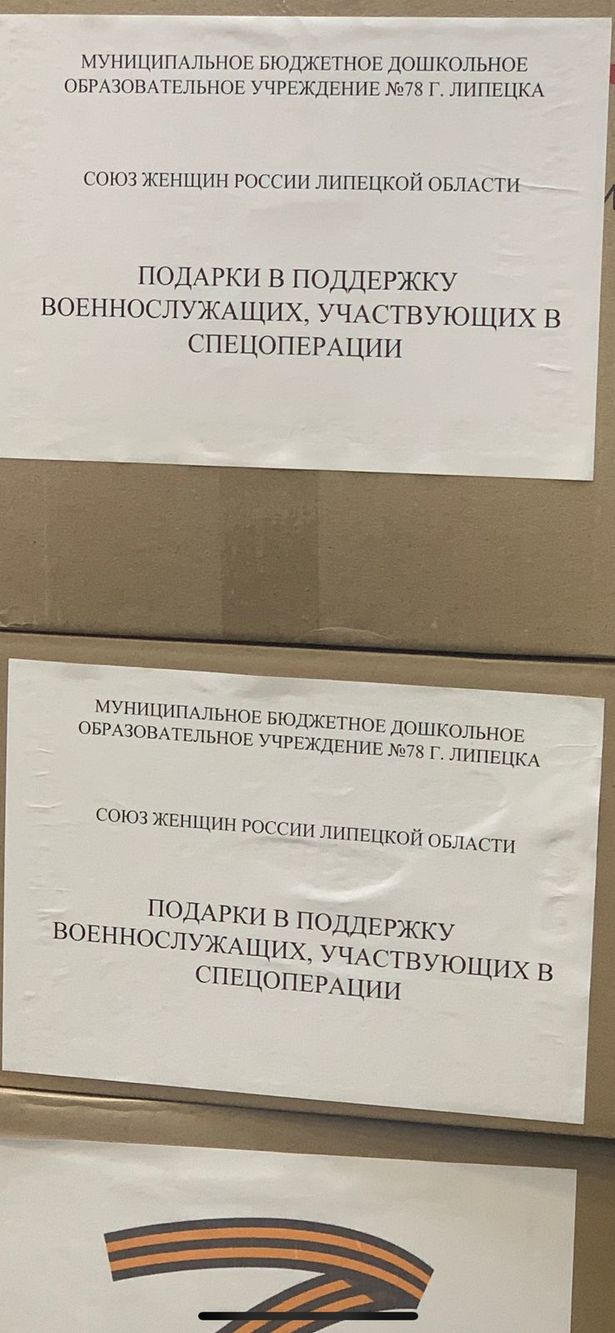 МУНИЦИПАЛЬНОЕ БЮДЖЕТНОЕ ДОШКОЛЬНОЕ
ОБРАЗОВАТЕЛЬНОЕ УЧРЕЖДЕНИЕ №78 Г. ЛИПЕЦКА
СОЮЗ ЖЕНЩИН РОССИИ ЛИПЕЦКОЙ ОБЛАСТИ
ПОДАРКИ В ПОДДЕРЖКУ
ВОЕННОСЛУЖАЩИХ, УЧАСТВУЮЩИХ В
СПЕЦОПЕРАЦИИ
МУНИЦИПАЛЬНОЕ БЮДЖЕТНОЕ ДОШКОЛЬНОЕ
ОБРАЗОВАТЕЛЬНОЕ УЧРЕЖДЕНИЕ №78 Г. ЛИПЕЦКА
СОЮЗ ЖЕНЩИН РОССИИ ЛИПЕЦКОЙ ОБЛАСТИ
ПОДАРКИ В ПОДДЕРЖКУ
ВОЕННОСЛУЖАЩИХ, УЧАСТВУЮЩИХ В
СПЕЦОПЕРАЦИИ